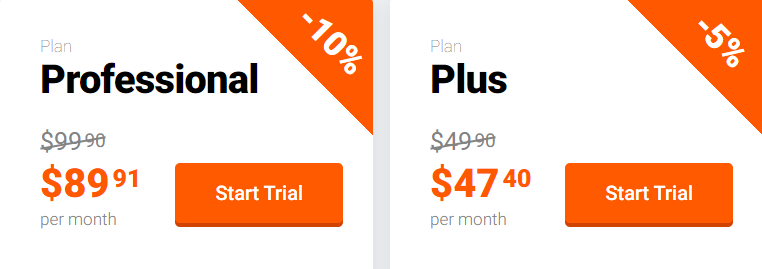 -10%
Plan
Professional
$99 90
$89 91
per month
Start Trial
-5%
Plan
Plus
$49 90
$47 40
per month
Start Trial